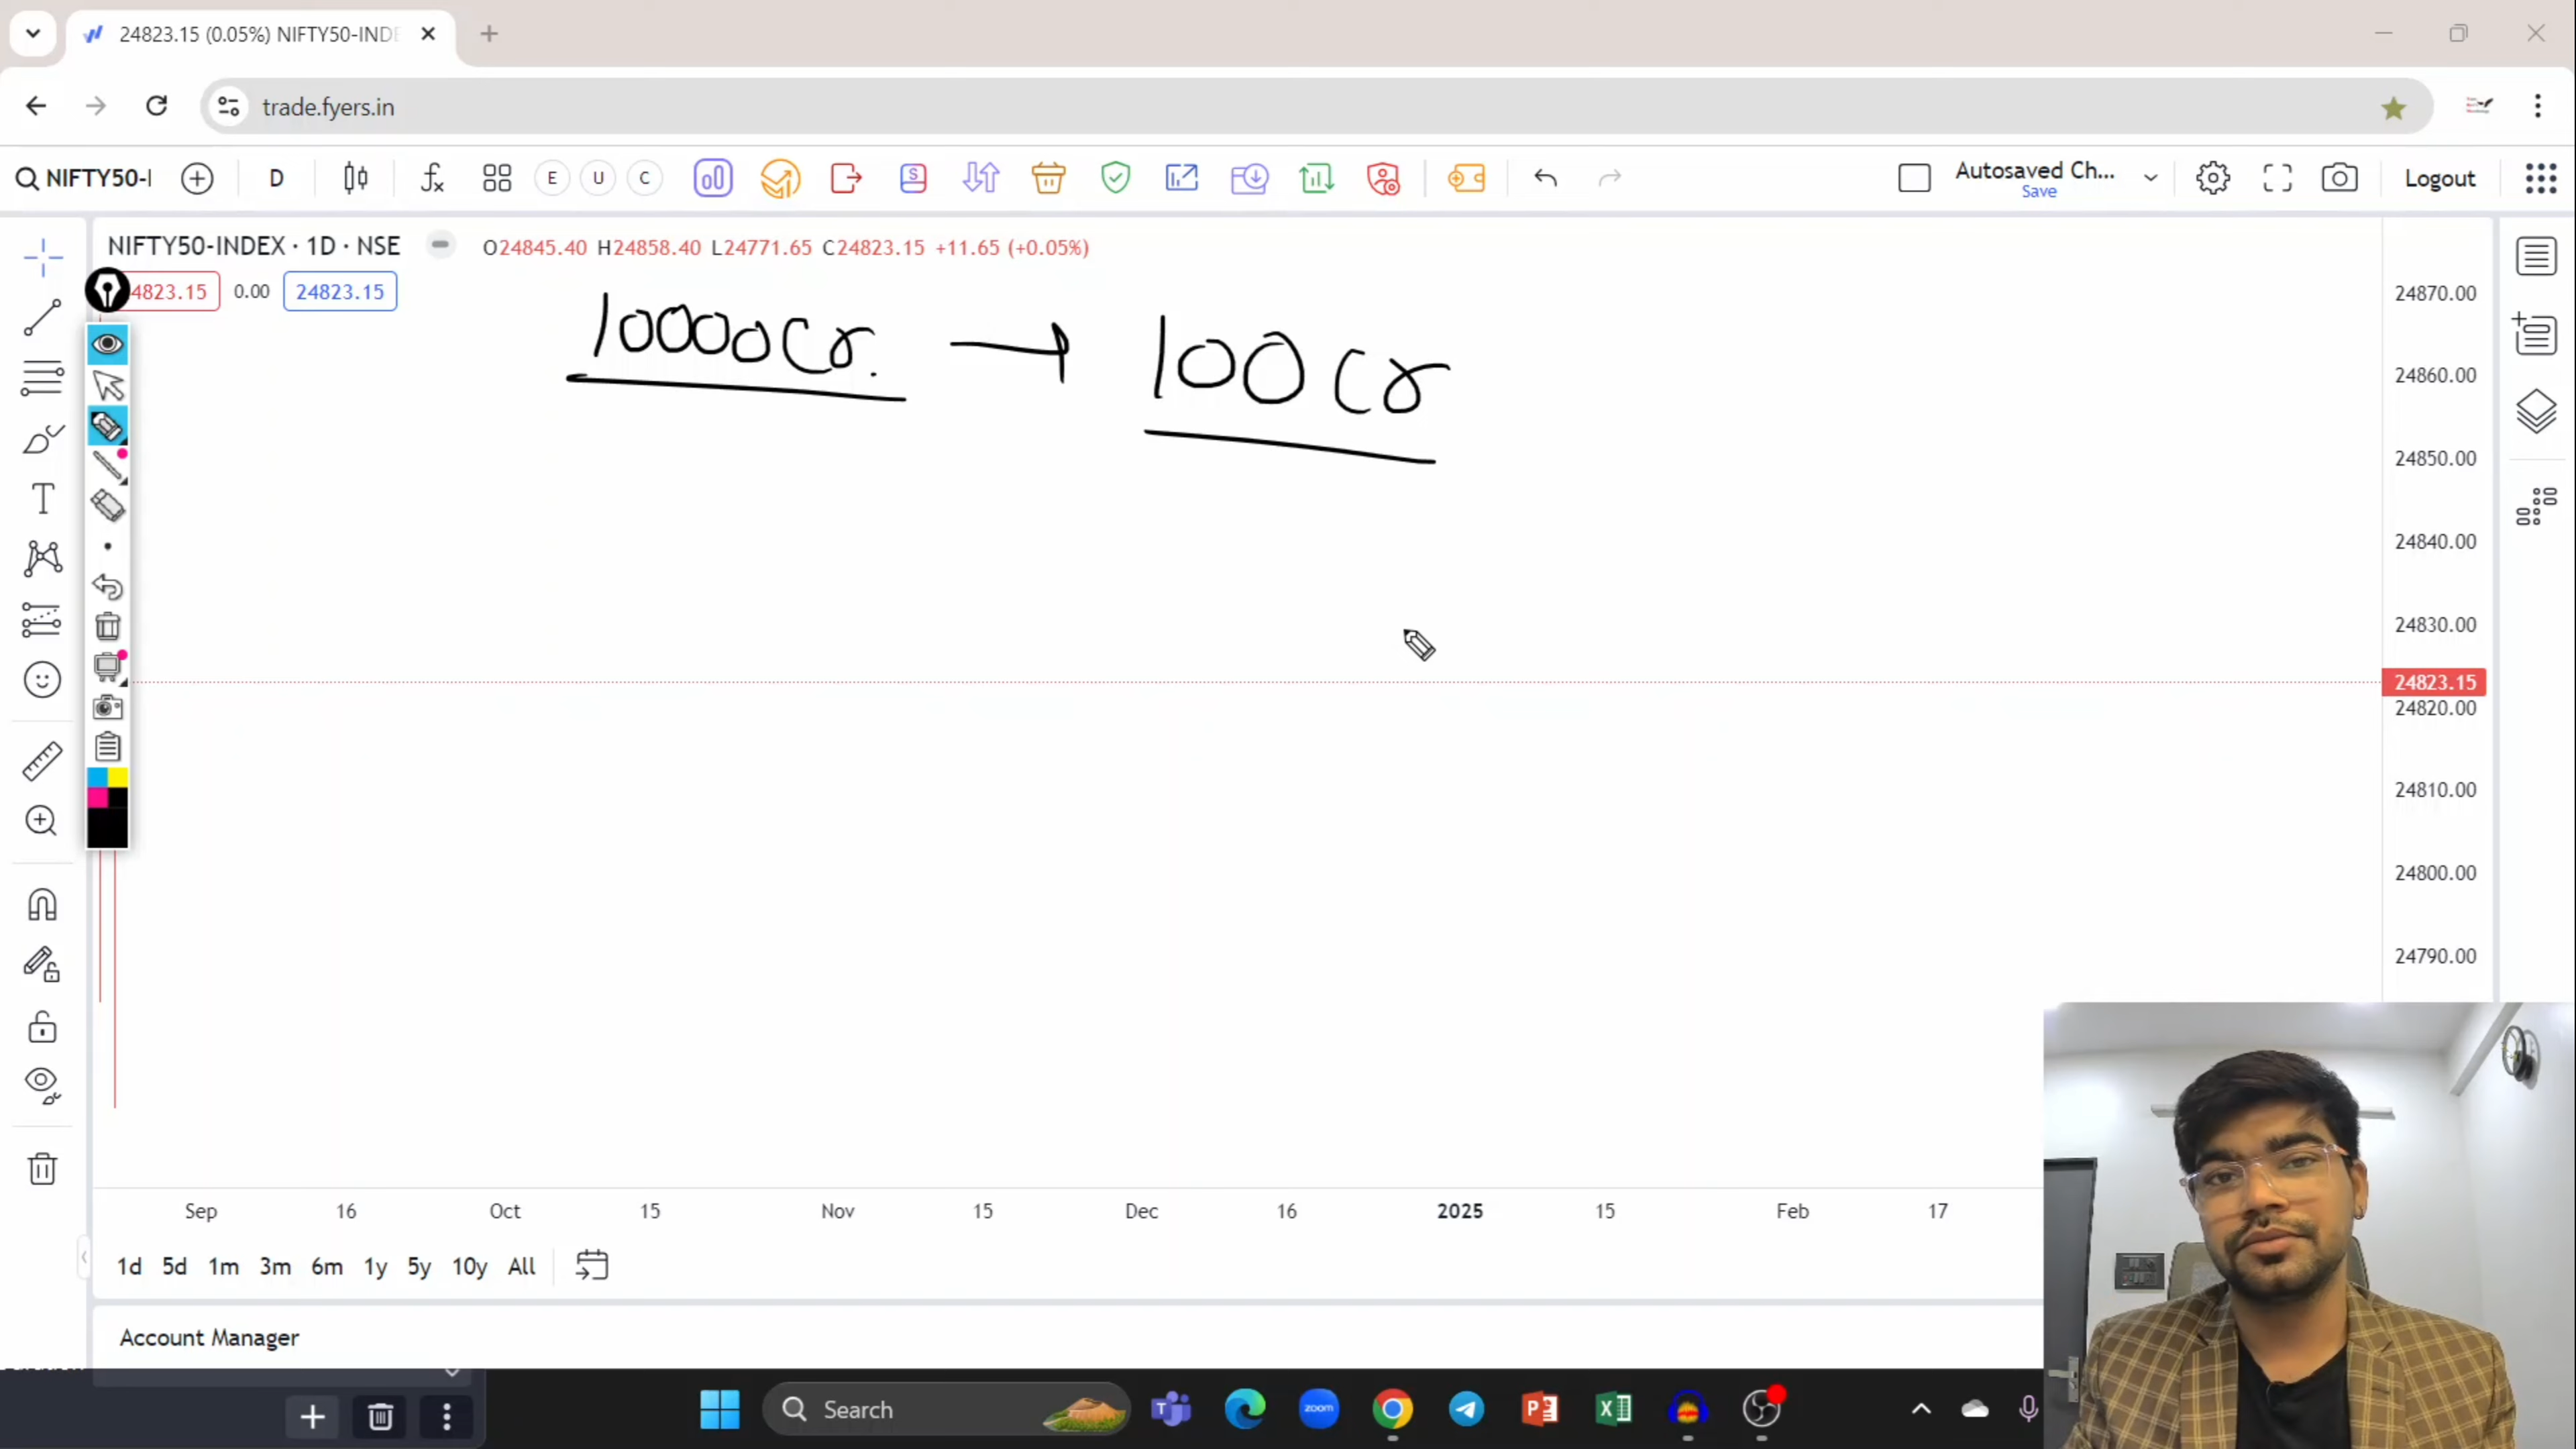 24823.15 (0.05%) NIFTY50-INDE
trade.fyers.in
NIFTY50-I
D
E U C
Autosaved Ch...
Save
Logout
NIFTY50-INDEX · 1D · NSE
O24845.40 H24858.40 L24771.65 C24823.15 +11.65 (+0.05%)
4823.15 0.00 24823.15
10000Cr. → 100Cr
24870.00
24860.00
24850.00
24840.00
24830.00
24823.15
24820.00
24810.00
24800.00
24790.00
Sep 16 Oct 15 Nov 15 Dec 16 2025 15 Feb 17
1d 5d 1m 3m 6m 1y 5y 10y All
Account Manager
Search
zoom